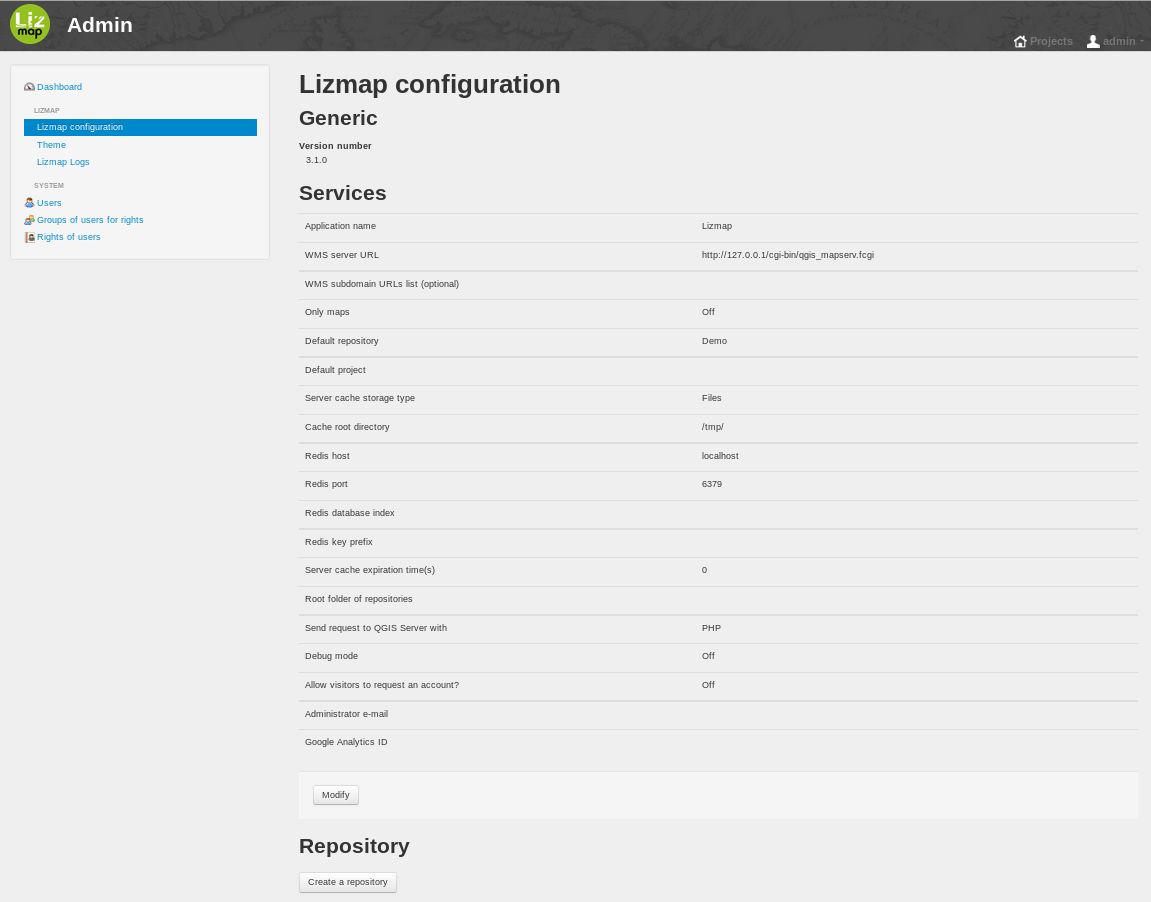 Liz map
Admin
Projects admin
Dashboard
LIZMAP
Lizmap configuration
Theme
Lizmap Logs
SYSTEM
Users
Groups of users for rights
Rights of users
Lizmap configuration
Generic
Version number
3.1.0
Services
Application name Lizmap
WMS server URL http://127.0.0.1/cgi-bin/qgis_mapserv.fcgi
WMS subdomain URLs list (optional)
Only maps Off
Default repository Demo
Default project
Server cache storage type Files
Cache root directory /tmp/
Redis host localhost
Redis port 6379
Redis database index
Redis key prefix
Server cache expiration time(s) 0
Root folder of repositories
Send request to QGIS Server with PHP
Debug mode Off
Allow visitors to request an account? Off
Administrator e-mail
Google Analytics ID
Modify
Repository
Create a repository